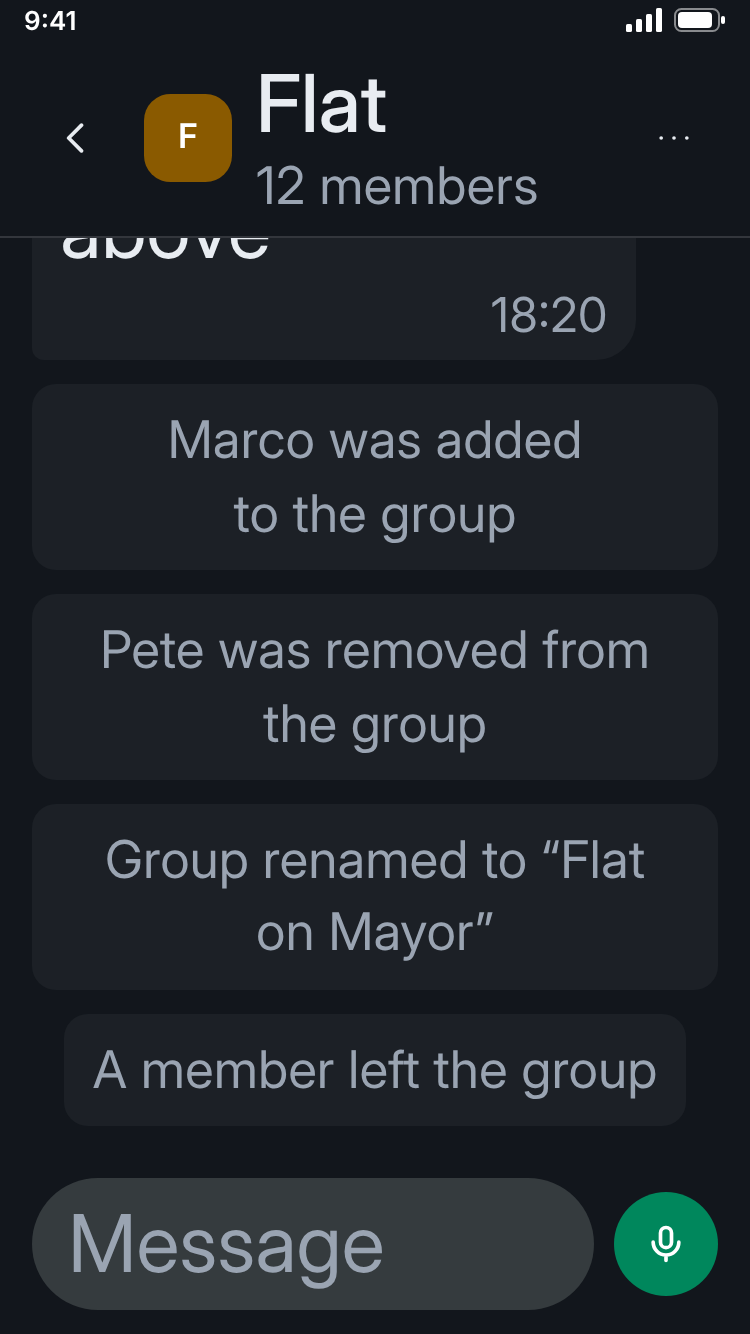 9:41
F
Flat
12 members
above
18:20
Marco was added
to the group
Pete was removed from
the group
Group renamed to “Flat
on Mayor”
A member left the group
Message